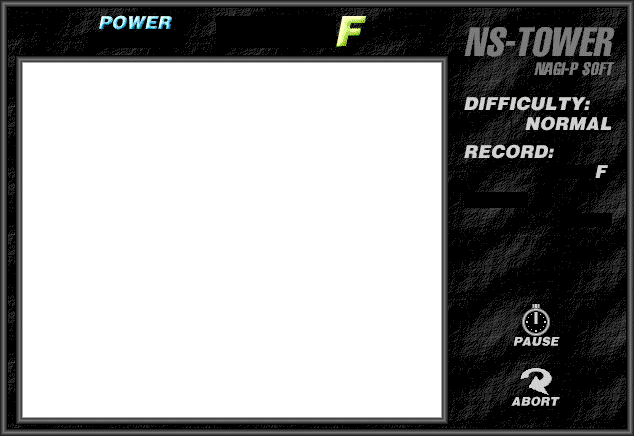 POWER
F
NS-TOWER
NAGI-P SOFT
DIFFICULTY:
NORMAL
RECORD:
F
PAUSE
ABORT